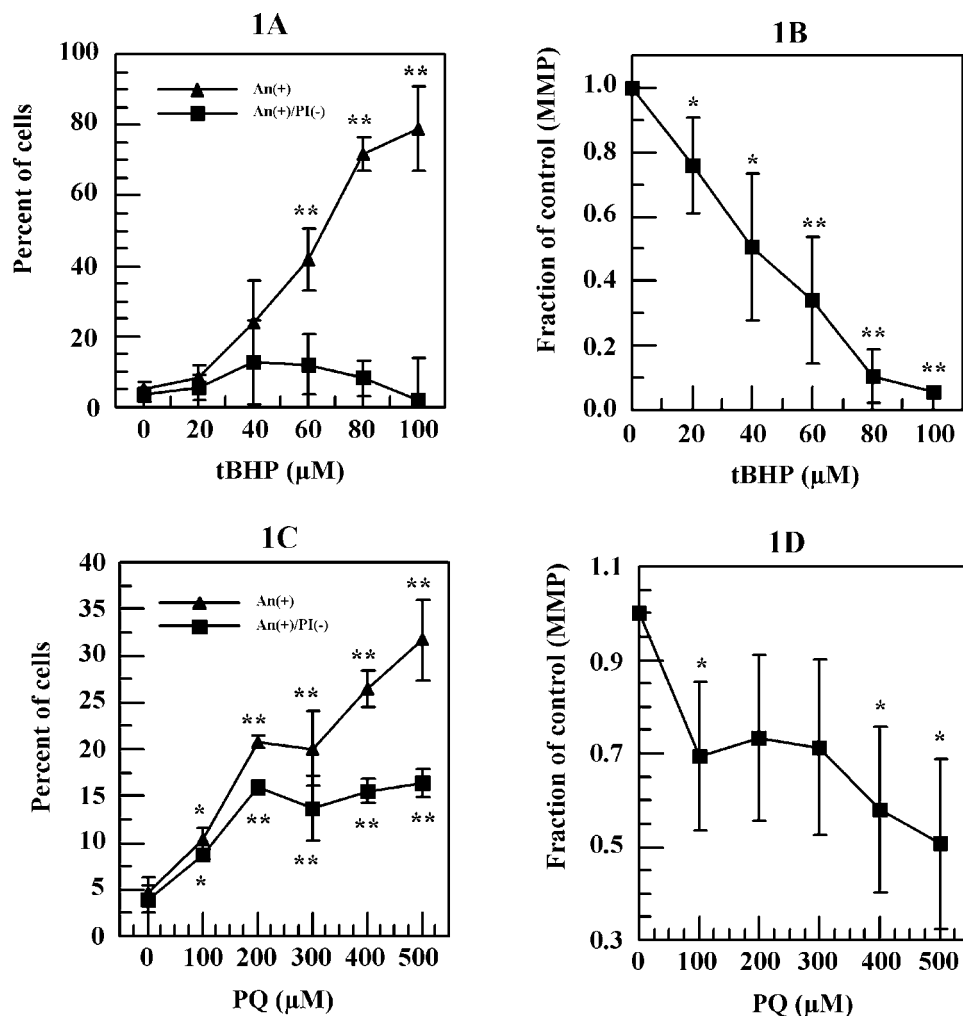 1A
Percent of cells
100
80
60
40
20
0
An(+)
An(+)/PI(-)
**
**
**
0 20 40 60 80 100
tBHP (µM)
1B
Fraction of control (MMP)
1.0
0.8
0.6
0.4
0.2
0.0
*
*
**
**
**
0 20 40 60 80 100
tBHP (µM)
1C
Percent of cells
40
35
30
25
20
15
10
5
0
An(+)
An(+)/PI(-)
**
**
**
**
*
*
**
**
**
**
0 100 200 300 400 500
PQ (µM)
1D
Fraction of control (MMP)
1.1
0.9
0.7
0.5
0.3
*
*
*
0 100 200 300 400 500
PQ (µM)